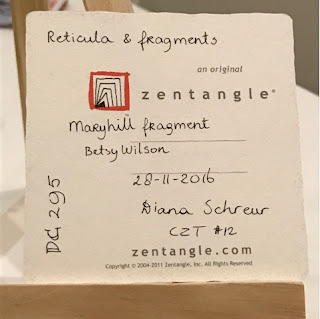 Reticula & fragments
an original
zentangle®
Maryhill fragment
Betsy Wilson
28-11-2016
DC 295
Diana Schreur
CZT #12
zentangle.com
Copyright © 2004-2011 Zentangle, Inc. All Rights Reserved